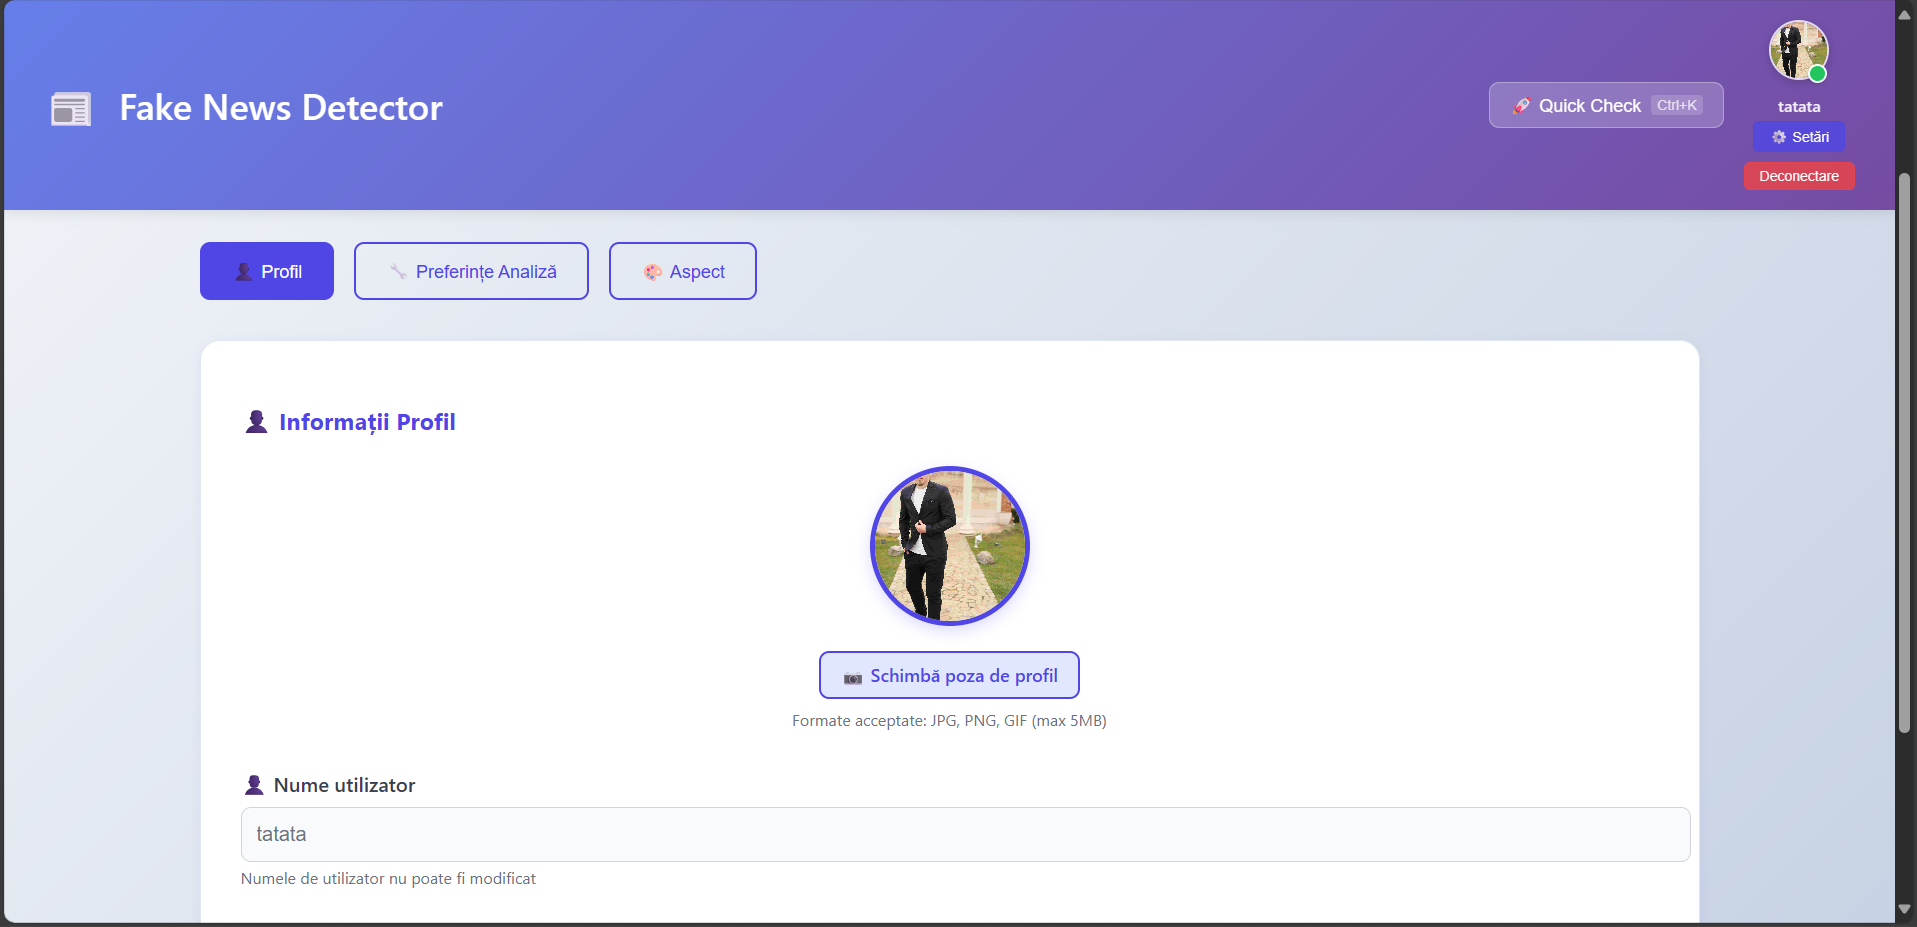 Fake News Detector
Quick Check Ctrl+K
tatata
Setări
Deconectare
Profil
Preferințe Analiză
Aspect
Informații Profil
Schimbă poza de profil
Formate acceptate: JPG, PNG, GIF (max 5MB)
Nume utilizator
tatata
Numele de utilizator nu poate fi modificat